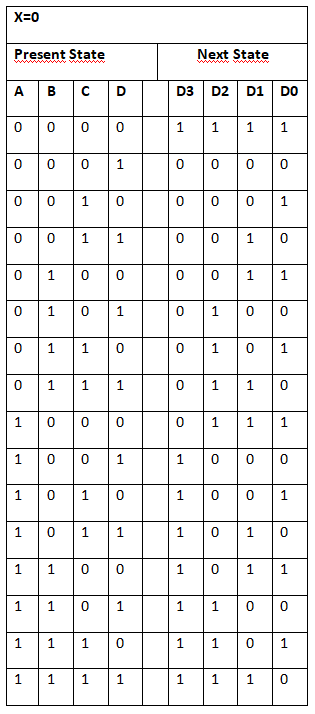 X=0
Present State Next State
A B C D D3 D2 D1 D0
0 0 0 0 1 1 1 1
0 0 0 1 0 0 0 0
0 0 1 0 0 0 0 1
0 0 1 1 0 0 1 0
0 1 0 0 0 0 1 1
0 1 0 1 0 1 0 0
0 1 1 0 0 1 0 1
0 1 1 1 0 1 1 0
1 0 0 0 0 1 1 1
1 0 0 1 1 0 0 0
1 0 1 0 1 0 0 1
1 0 1 1 1 0 1 0
1 1 0 0 1 0 1 1
1 1 0 1 1 1 0 0
1 1 1 0 1 1 0 1
1 1 1 1 1 1 1 0